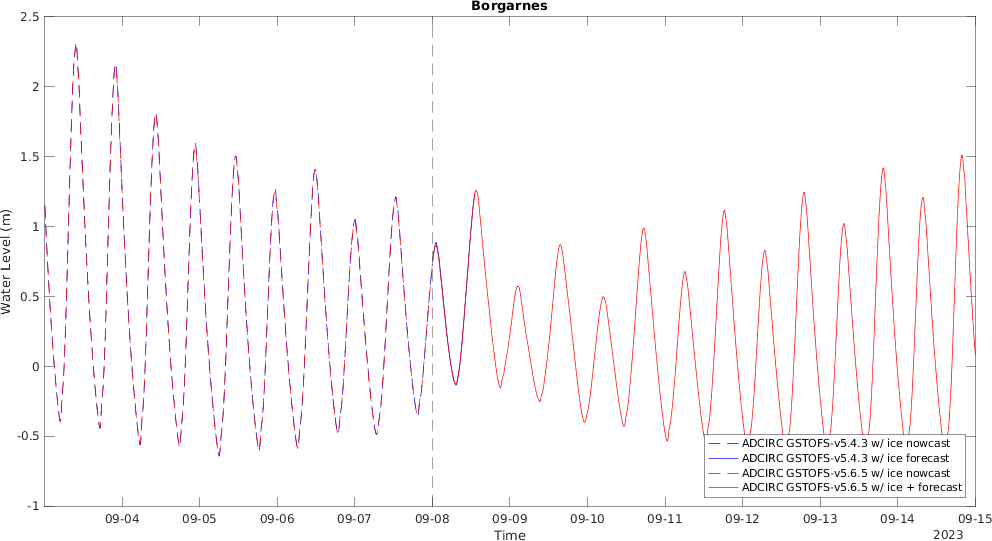 Borgarnes
2.5
2
1.5
1
0.5
0
-0.5
-1
Water Level (m)
09-04 09-05 09-06 09-07 09-08 09-09 09-10 09-11 09-12 09-13 09-14 09-15
Time
2023
ADCIRC GSTOFS-v5.4.3 w/ ice nowcast
ADCIRC GSTOFS-v5.4.3 w/ ice forecast
ADCIRC GSTOFS-v5.6.5 w/ ice nowcast
ADCIRC GSTOFS-v5.6.5 w/ ice + forecast